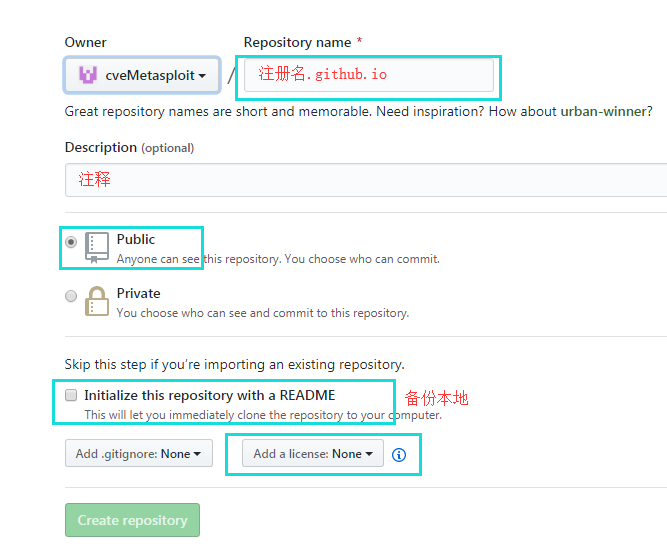 Owner
Repository name *
cveMetasploit
/
注册名.github.io
Great repository names are short and memorable. Need inspiration? How about urban-winner?
Description (optional)
注释
Public
Anyone can see this repository. You choose who can commit.
Private
You choose who can see and commit to this repository.
Skip this step if you're importing an existing repository.
Initialize this repository with a README
备份本地
This will let you immediately clone the repository to your computer.
Add .gitignore: None
Add a license: None
Create repository